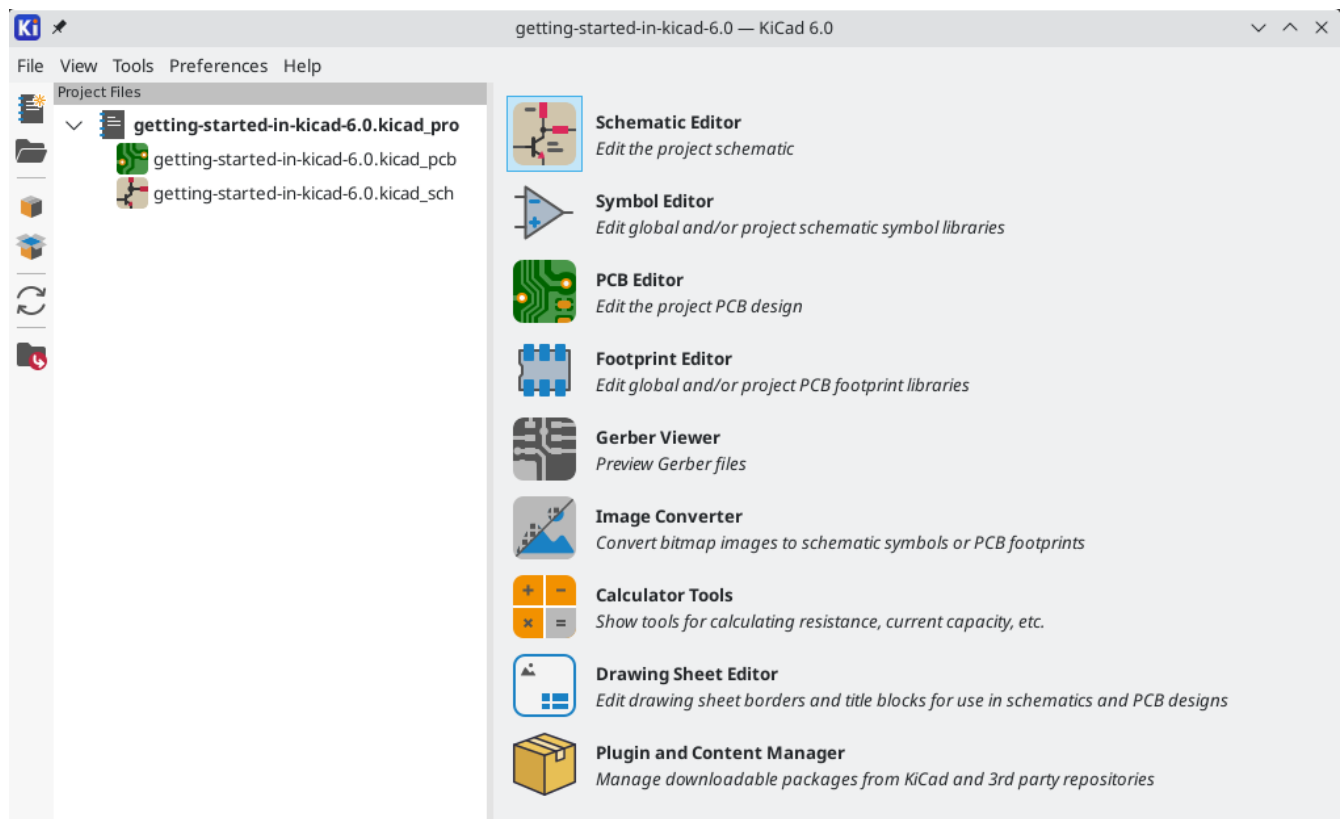 Ki
getting-started-in-kicad-6.0 — KiCad 6.0
File View Tools Preferences Help
Project Files
getting-started-in-kicad-6.0.kicad_pro
getting-started-in-kicad-6.0.kicad_pcb
getting-started-in-kicad-6.0.kicad_sch
Schematic Editor
Edit the project schematic
Symbol Editor
Edit global and/or project schematic symbol libraries
PCB Editor
Edit the project PCB design
Footprint Editor
Edit global and/or project PCB footprint libraries
Gerber Viewer
Preview Gerber files
Image Converter
Convert bitmap images to schematic symbols or PCB footprints
Calculator Tools
Show tools for calculating resistance, current capacity, etc.
Drawing Sheet Editor
Edit drawing sheet borders and title blocks for use in schematics and PCB designs
Plugin and Content Manager
Manage downloadable packages from KiCad and 3rd party repositories